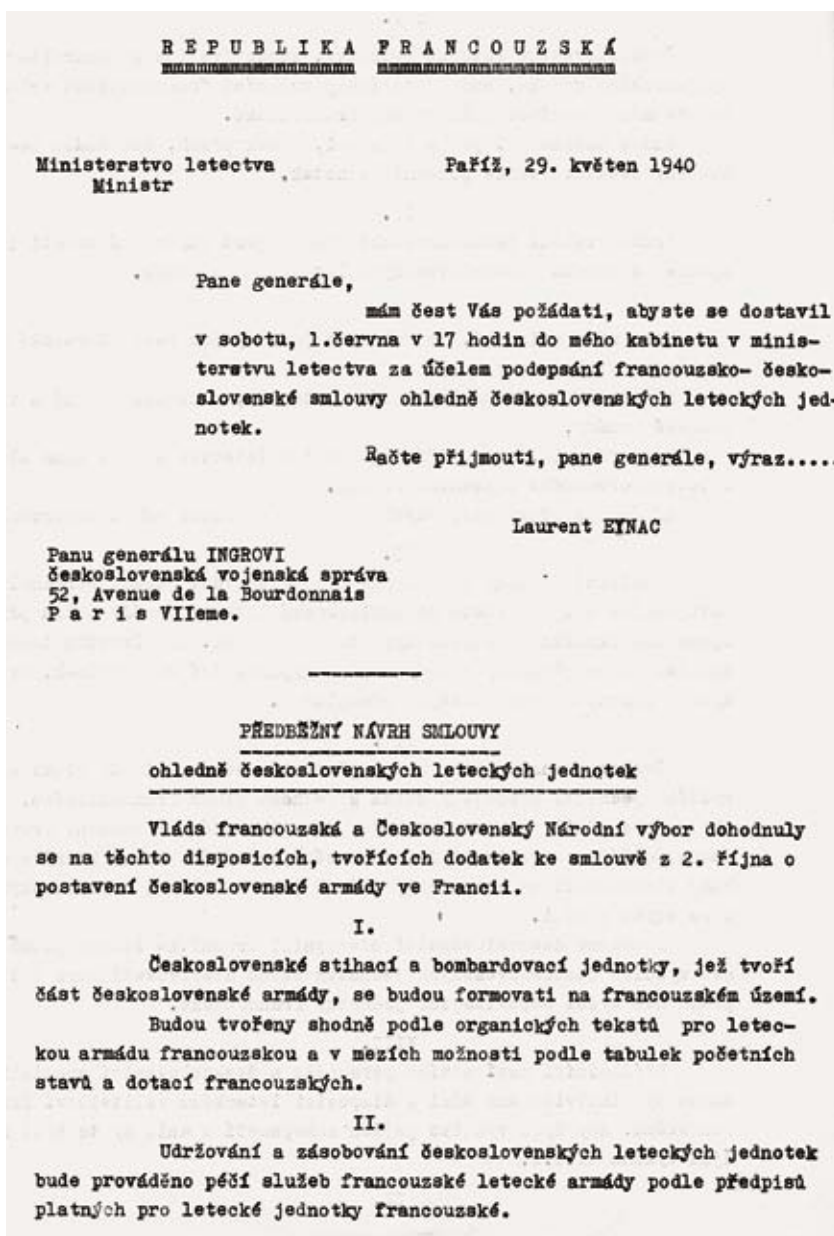 R E P U B L I K A   F R A N C O U Z S K Á
Ministerstvo letectva Paříž, 29. květen 1940
Ministr
Pane generále,
mám čest Vás požádati, abyste se dostavil
v sobotu, 1.června v 17 hodin do mého kabinetu v minis-
terstvu letectva za účelem podepsání francouzsko- česko-
slovenské smlouvy ohledně československých leteckých jed-
notek.
Račte přijmouti, pane generále, výraz.....
Laurent EYNAC
Panu generálu INGROVI
československá vojenská správa
52, Avenue de la Bourdonnais
P a r i s VIIeme.
PŘEDBĚŽNÝ NÁVRH SMLOUVY
ohledně československých leteckých jednotek
Vláda francouzská a Československý Národní výbor dohodnuly
se na těchto disposicích, tvořících dodatek ke smlouvě z 2. října o
postavení československé armády ve Francii.
I.
Československé stihací a bombardovací jednotky, jež tvoří
část československé armády, se budou formovati na francouzském území.
Budou tvořeny shodně podle organických textů pro letec-
kou armádu francouzskou a v mezích možnosti podle tabulek početních
stavů a dotací francouzských.
II.
Udržování a zásobování československých leteckých jednotek
bude prováděno péčí služeb francouzské letecké armády podle předpisů
platných pro letecké jednotky francouzské.